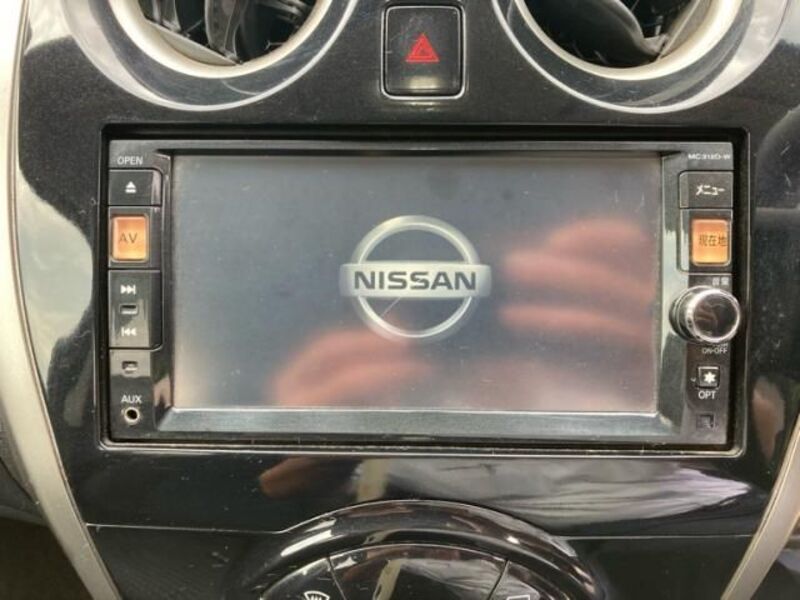 OPEN
MC312D-W
メニュー
AV
現在地
NISSAN
音量
ON-OFF
AUX
OPT